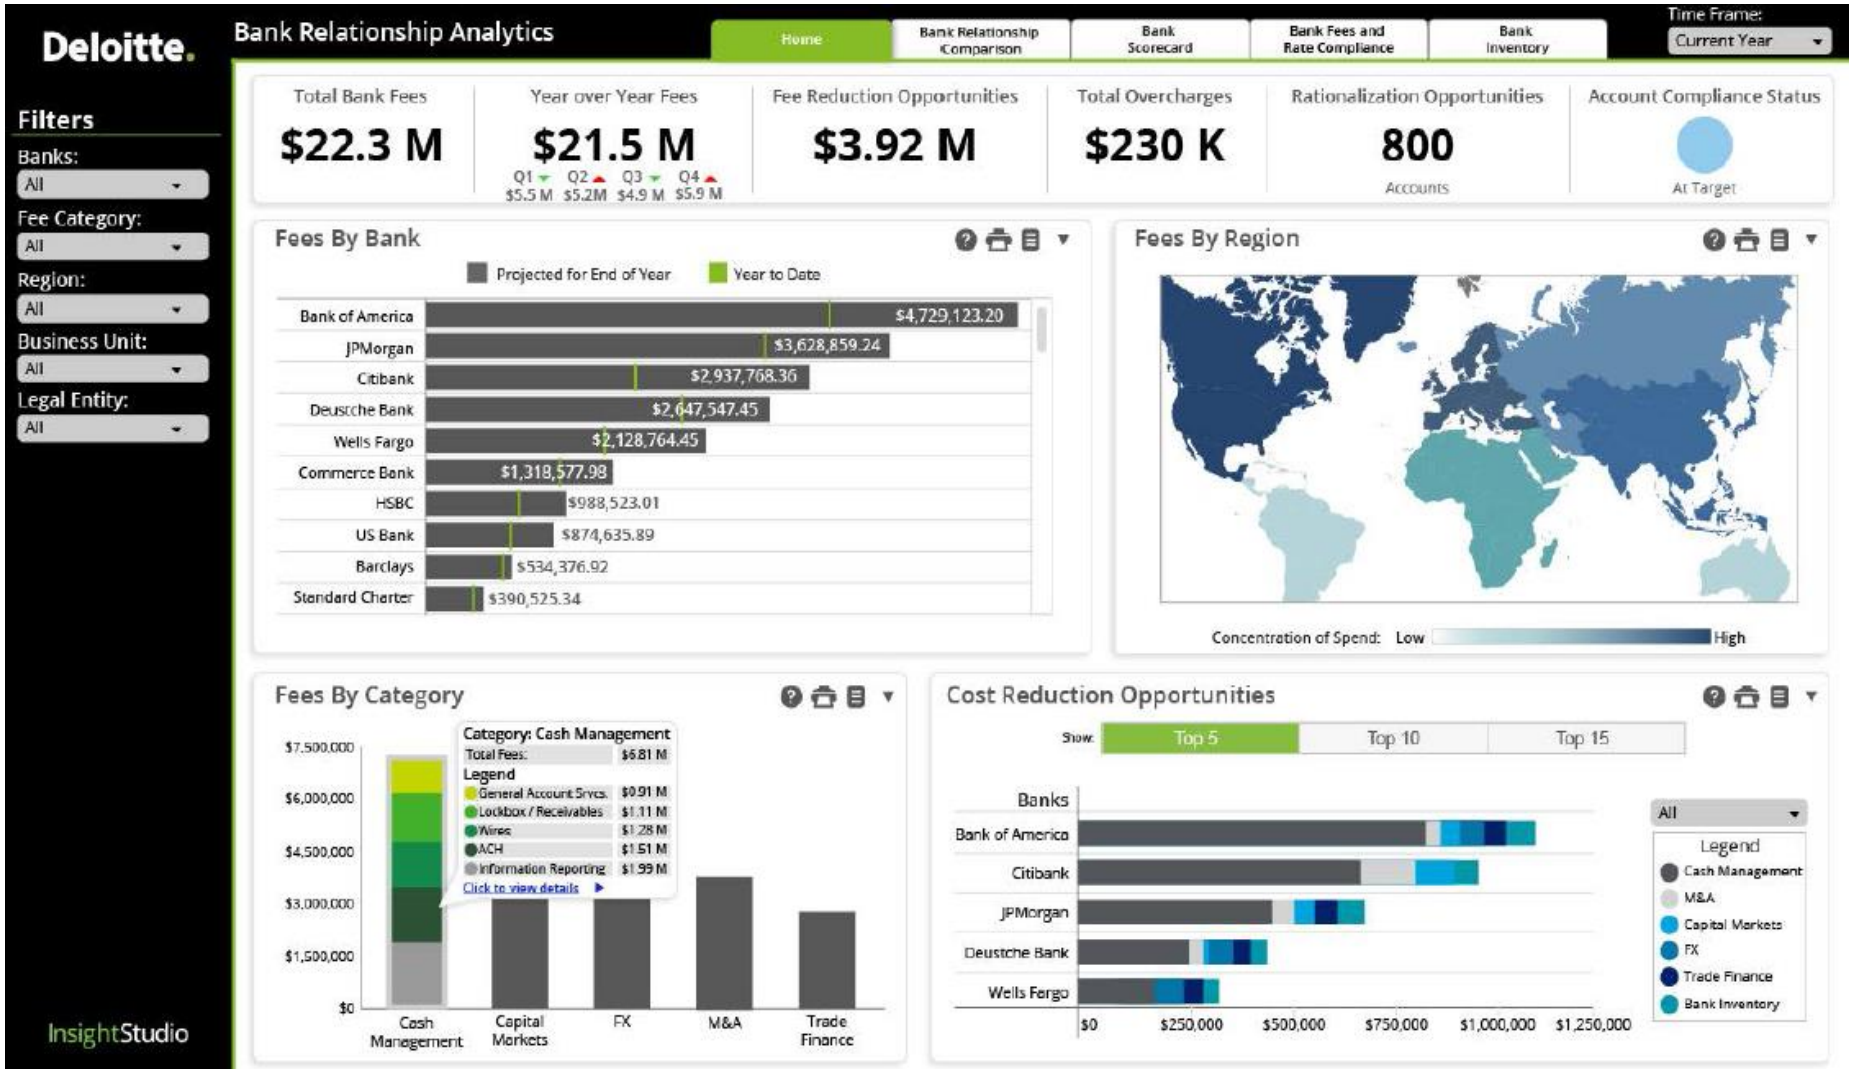 Deloitte.
Bank Relationship Analytics
Home
Bank Relationship
Comparison
Bank
Scorecard
Bank Fees and
Rate Compliance
Bank
Inventory
Time Frame:
Current Year
Filters
Banks:
All
Fee Category:
All
Region:
All
Business Unit:
All
Legal Entity:
All
InsightStudio
Total Bank Fees
$22.3 M
Year over Year Fees
$21.5 M
Q1 Q2 Q3 Q4
$5.5 M $5.2M $4.9 M $5.9 M
Fee Reduction Opportunities
$3.92 M
Total Overcharges
$230 K
Rationalization Opportunities
800
Accounts
Account Compliance Status
At Target
Fees By Bank
?
Projected for End of Year Year to Date
Bank of America $4,729,123.20
JPMorgan $3,628,859.24
Citibank $2,937,768.36
Deustche Bank $2,647,547.45
Wells Fargo $2,128,764.45
Commerce Bank $1,318,577.98
HSBC $988,523.01
US Bank $874,635.89
Barclays $534,376.92
Standard Charter $390,525.34
Fees By Region
?
Concentration of Spend: Low High
Fees By Category
?
$7,500,000
$6,000,000
$4,500,000
$3,000,000
$1,500,000
$0
Category: Cash Management
Total Fees: $6.81 M
Legend
General Account Srvcs. $0.91 M
Lockbox / Receivables $1.11 M
Wires $1.28 M
ACH $1.51 M
Information Reporting $1.99 M
Click to view details
Cash
Management
Capital
Markets
FX
M&A
Trade
Finance
Cost Reduction Opportunities
?
Show: Top 5 Top 10 Top 15
Banks
Bank of America
Citibank
JPMorgan
Deustche Bank
Wells Fargo
$0 $250,000 $500,000 $750,000 $1,000,000 $1,250,000
All
Legend
Cash Management
M&A
Capital Markets
FX
Trade Finance
Bank Inventory